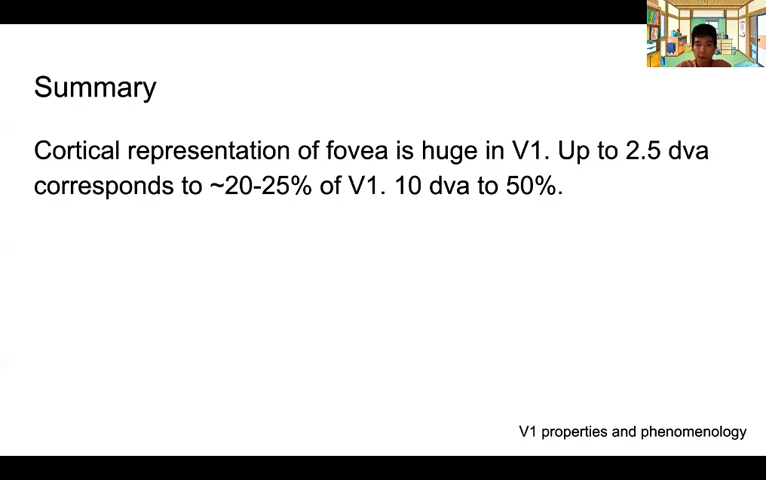 Summary
Cortical representation of fovea is huge in V1. Up to 2.5 dva
corresponds to ~20-25% of V1. 10 dva to 50%.
V1 properties and phenomenology